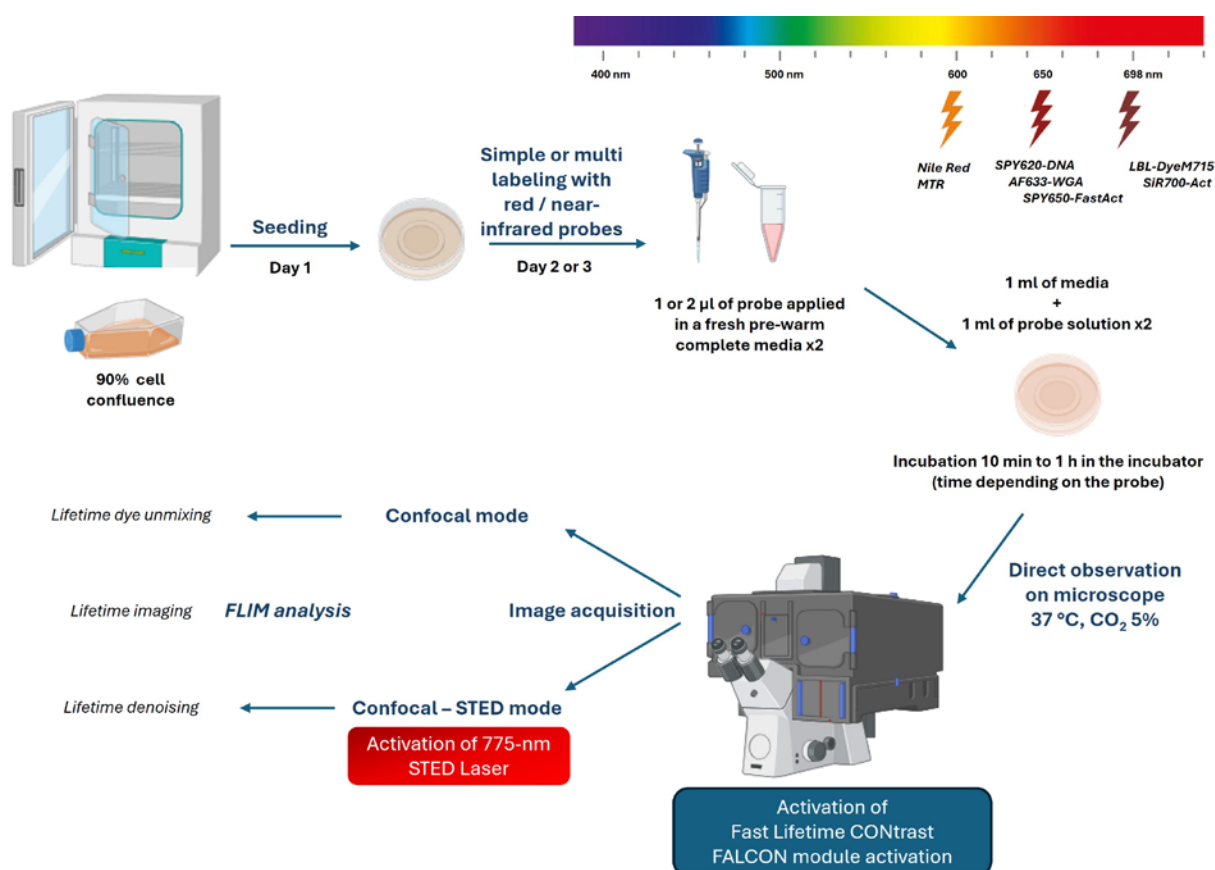 400 nm
500 nm
600
650
698 nm
Nile Red
MTR
SPY620-DNA
AF633-WGA
SPY650-FastAct
LBL-DyeM715
SiR700-Act
Seeding
Day 1
Simple or multi
labeling with
red / near-
infrared probes
Day 2 or 3
90% cell
confluence
1 or 2 µl of probe applied
in a fresh pre-warm
complete media x2
1 ml of media
+
1 ml of probe solution x2
Incubation 10 min to 1 h in the incubator
(time depending on the probe)
Direct observation
on microscope
37 °C, CO₂ 5%
Image acquisition
Confocal mode
Lifetime dye unmixing
FLIM analysis
Lifetime imaging
Confocal – STED mode
Lifetime denoising
Activation of 775-nm
STED Laser
Activation of
Fast Lifetime CONtrast
FALCON module activation